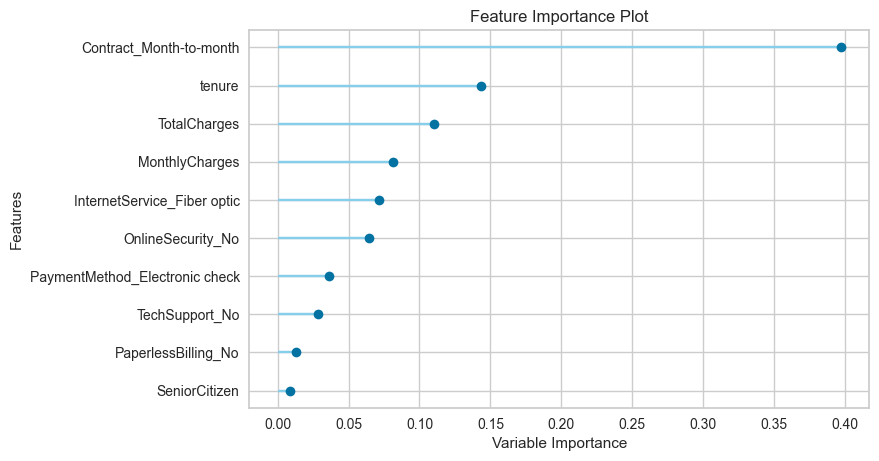 Feature Importance Plot
Features
Contract_Month-to-month
tenure
TotalCharges
MonthlyCharges
InternetService_Fiber optic
OnlineSecurity_No
PaymentMethod_Electronic check
TechSupport_No
PaperlessBilling_No
SeniorCitizen
0.00 0.05 0.10 0.15 0.20 0.25 0.30 0.35 0.40
Variable Importance